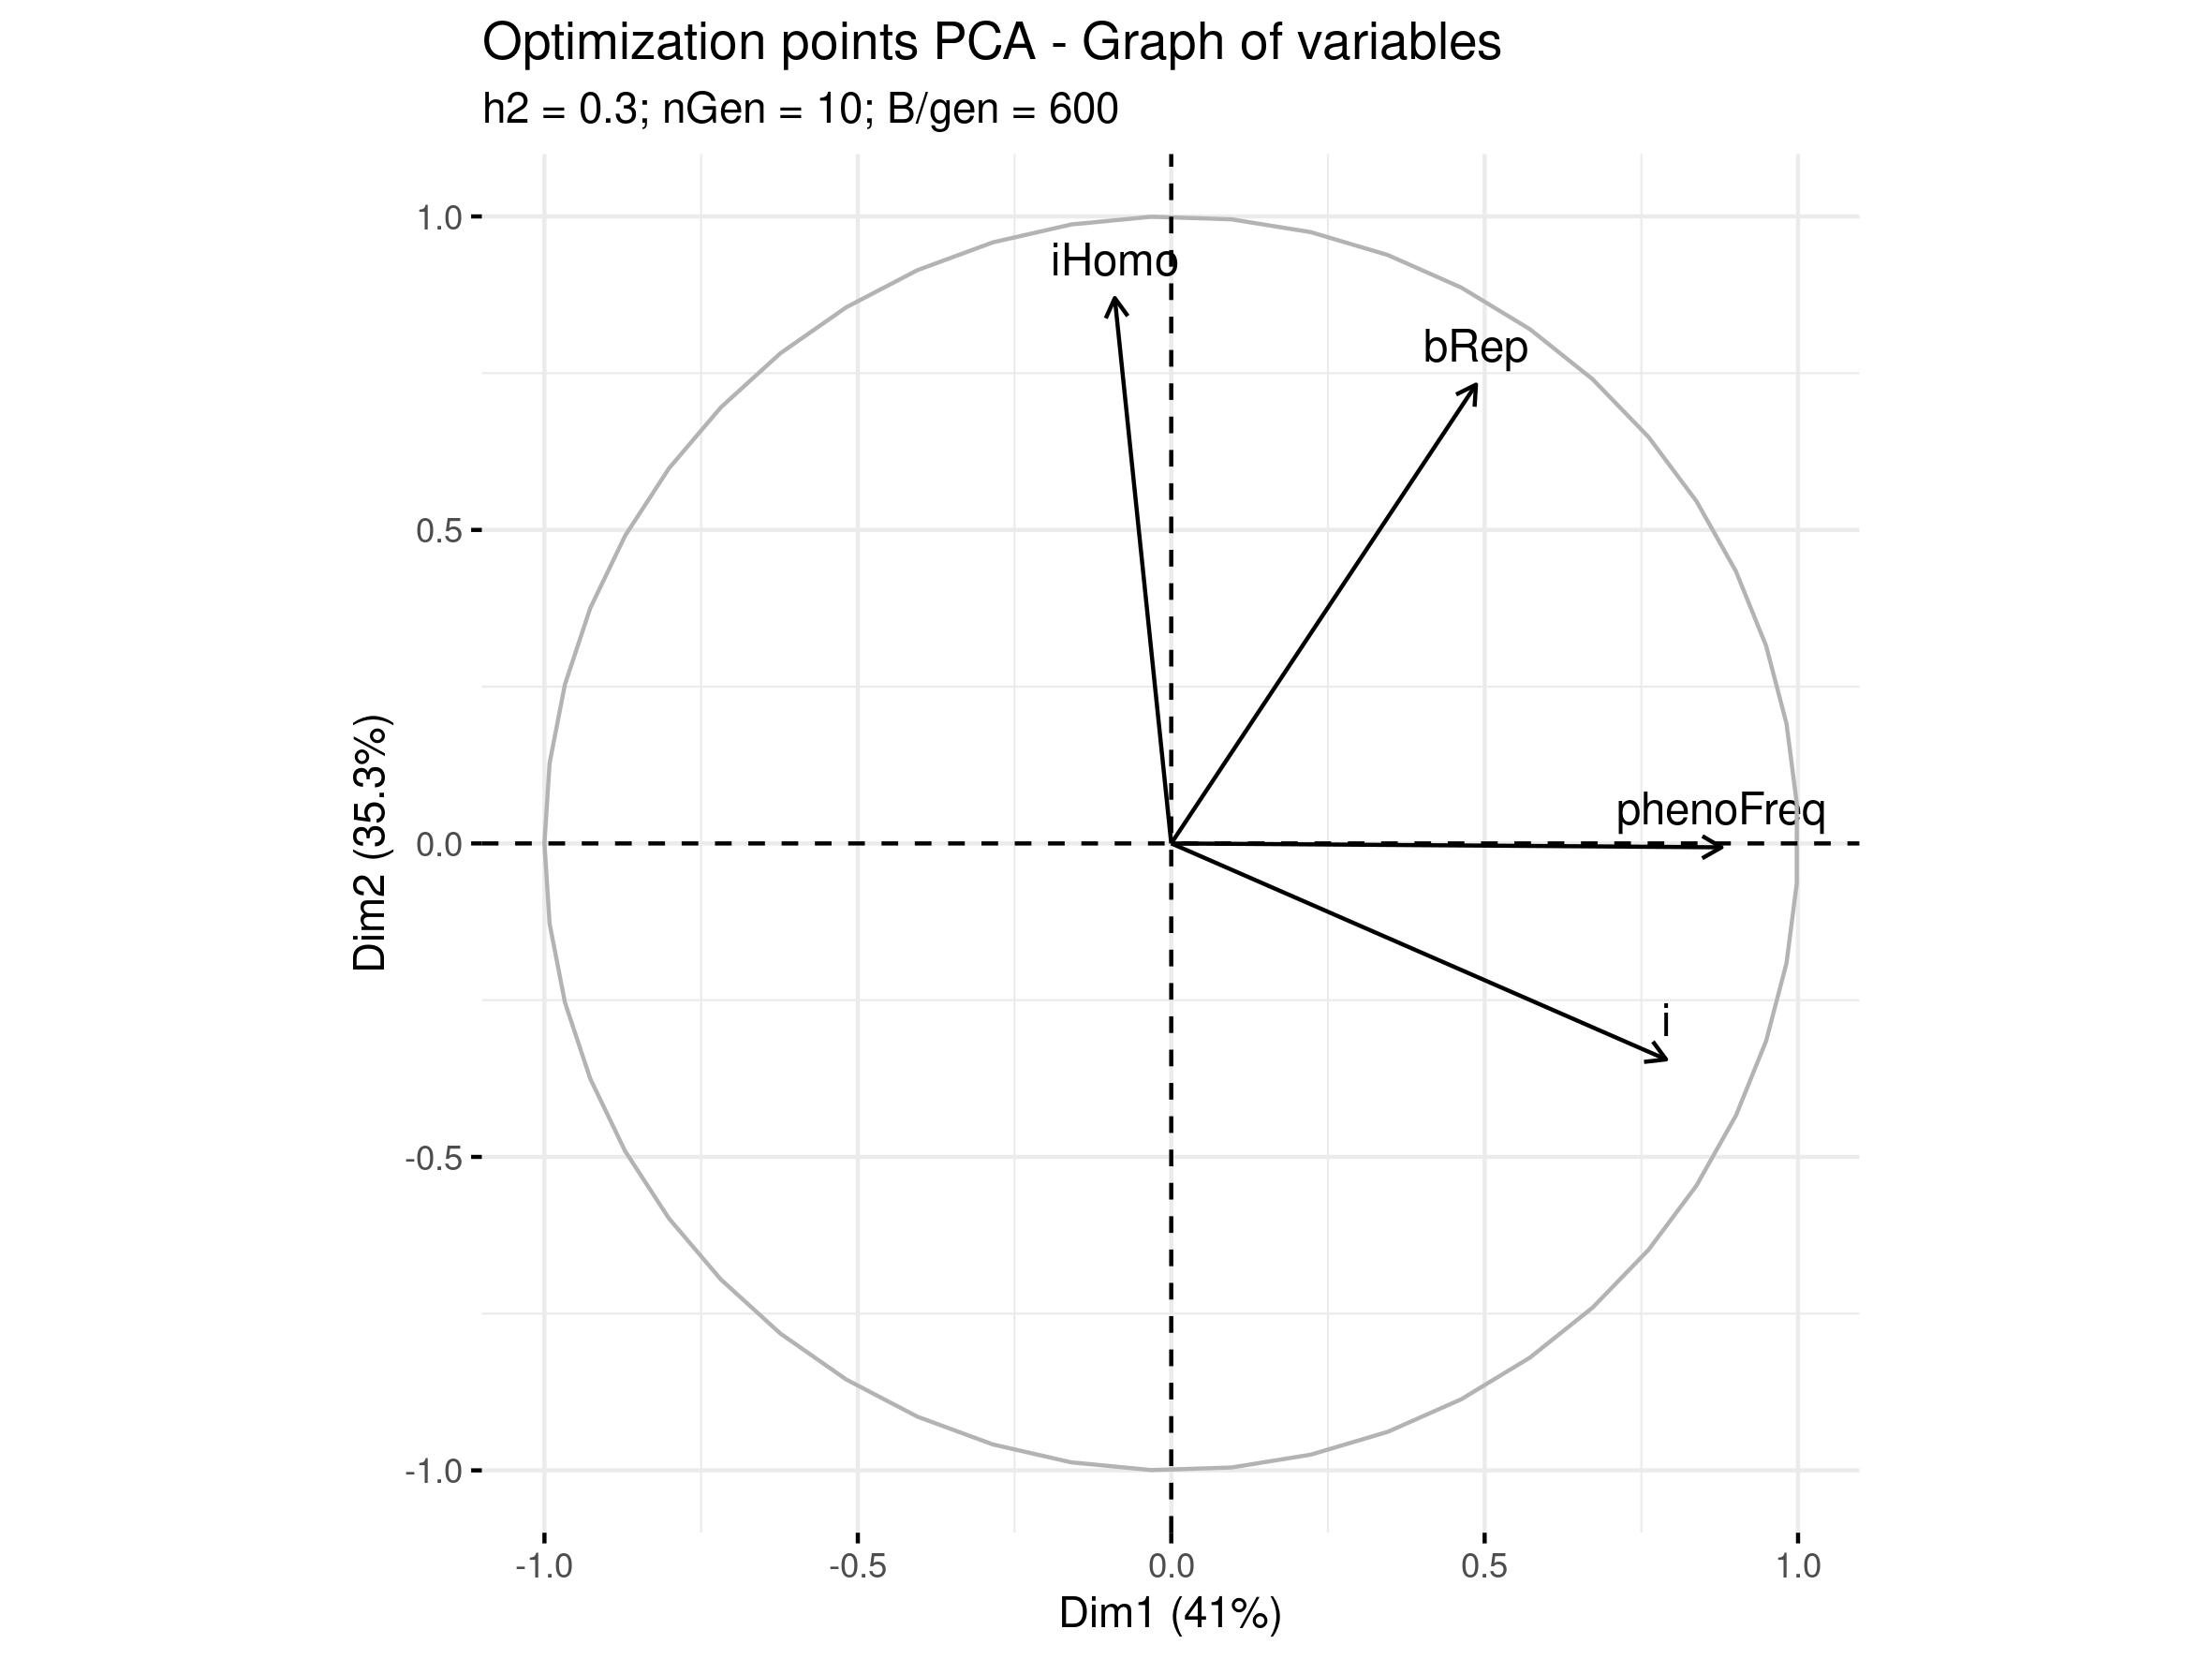 Optimization points PCA - Graph of variables
h2 = 0.3; nGen = 10; B/gen = 600
1.0
iHomo
bRep
0.5
Dim2 (35.3%)
phenoFreq
0.0
i
-0.5
-1.0
-1.0
-0.5
0.0
0.5
1.0
Dim1 (41%)